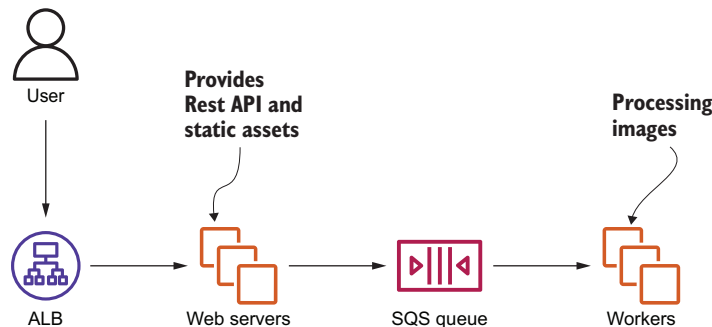 User
Provides
Rest API and
static assets
Processing
images
ALB
Web servers
SQS queue
Workers